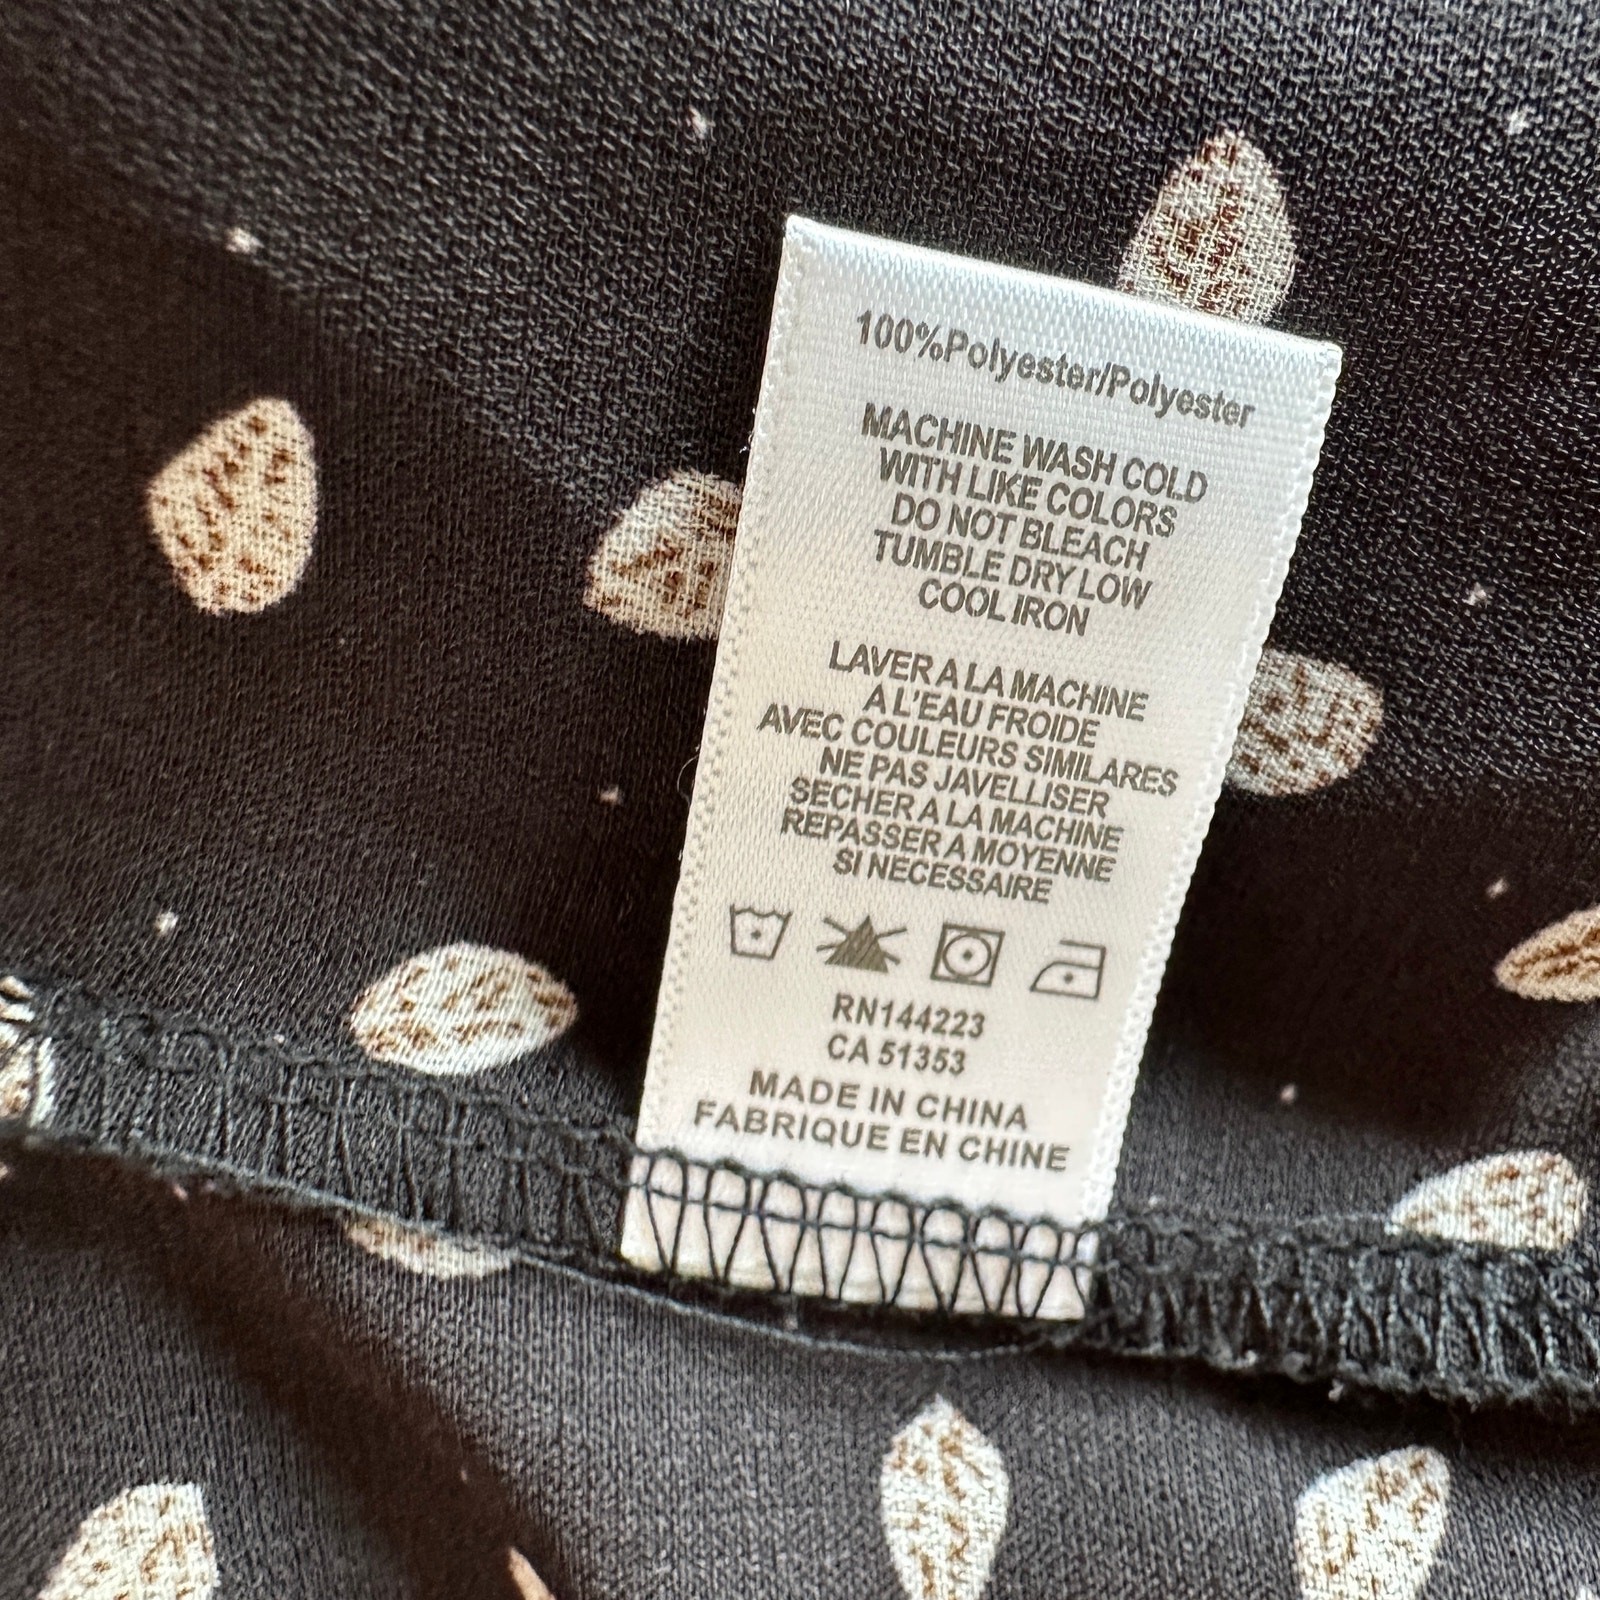 100%Polyester/Polyester
MACHINE WASH COLD
WITH LIKE COLORS
DO NOT BLEACH
TUMBLE DRY LOW
COOL IRON
LAVER A LA MACHINE
A L'EAU FROIDE
AVEC COULEURS SIMILARES
NE PAS JAVELLISER
SECHER A LA MACHINE
REPASSER A MOYENNE
SI NECESSAIRE
RN144223
CA 51353
MADE IN CHINA
FABRIQUE EN CHINE